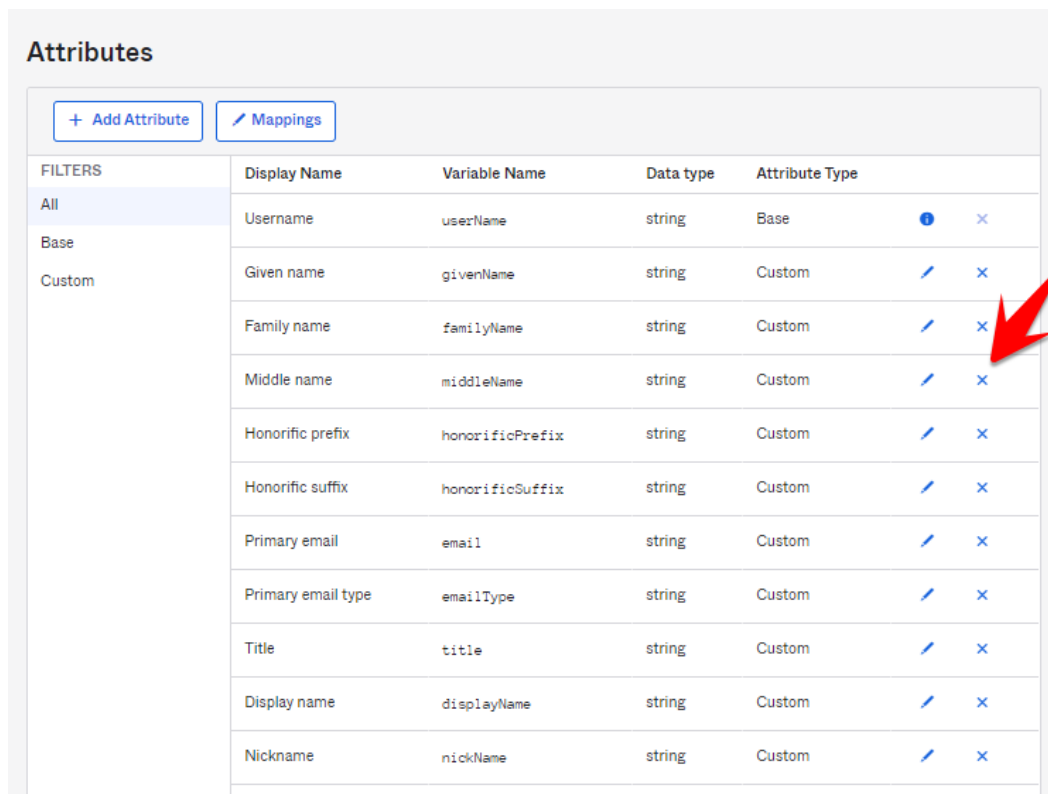 Attributes
+ Add Attribute Mappings
FILTERS Display Name Variable Name Data type Attribute Type
All
Username userName string Base
Base
Given name givenName string Custom
Custom
Family name familyName string Custom
Middle name middleName string Custom
Honorific prefix honorificPrefix string Custom
Honorific suffix honorificSuffix string Custom
Primary email email string Custom
Primary email type emailType string Custom
Title title string Custom
Display name displayName string Custom
Nickname nickName string Custom